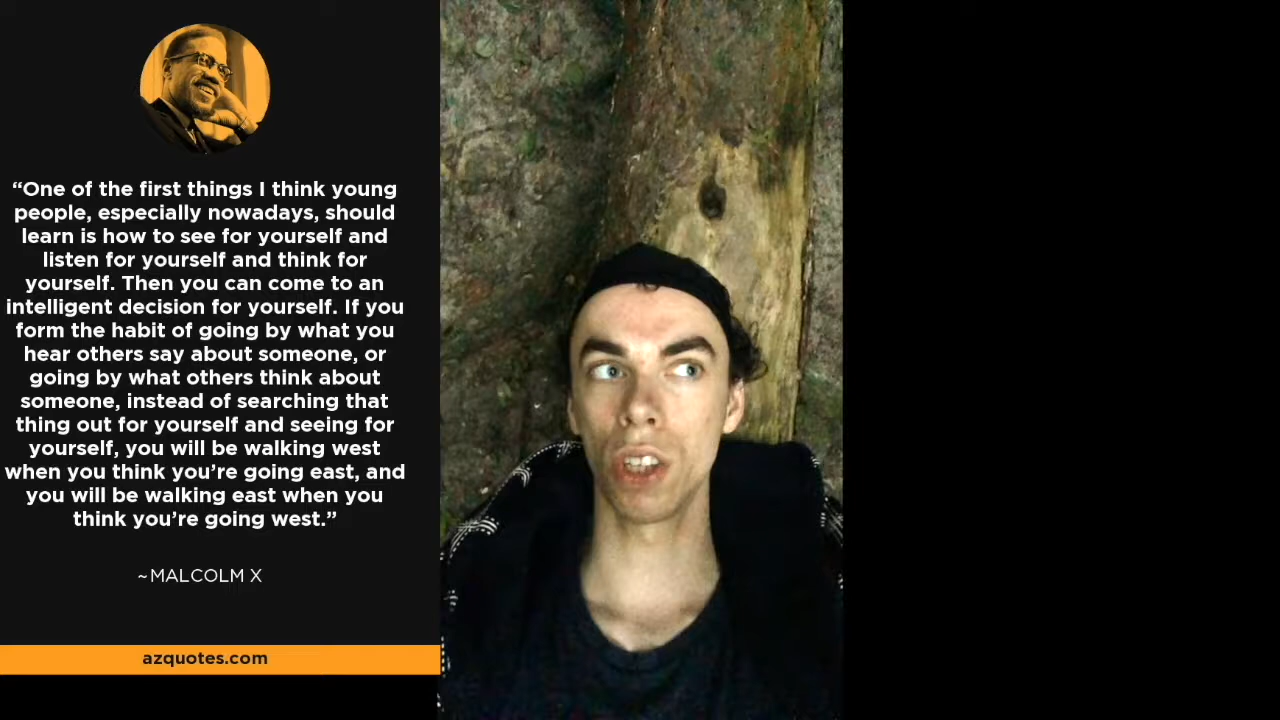 “One of the first things I think young
people, especially nowadays, should
learn is how to see for yourself and
listen for yourself and think for
yourself. Then you can come to an
intelligent decision for yourself. If you
form the habit of going by what you
hear others say about someone, or
going by what others think about
someone, instead of searching that
thing out for yourself and seeing for
yourself, you will be walking west
when you think you’re going east, and
you will be walking east when you
think you’re going west.”
~MALCOLM X
azquotes.com